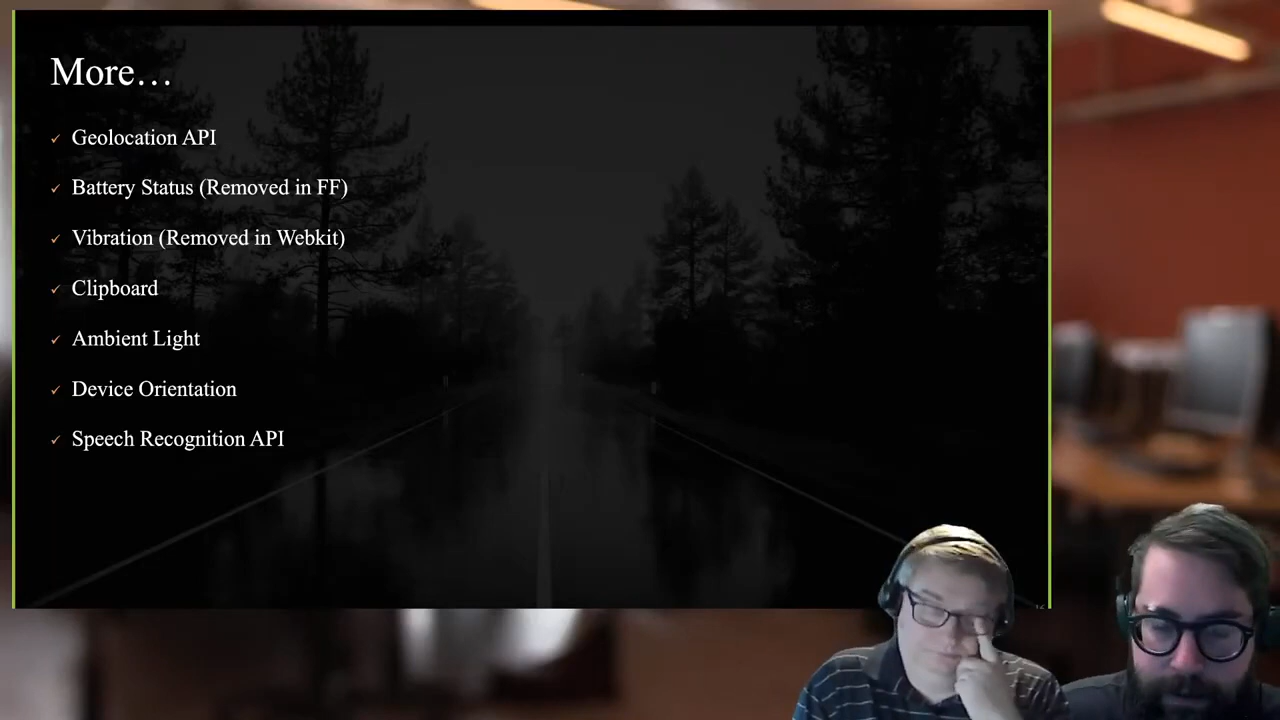 More…
Geolocation API
Battery Status (Removed in FF)
Vibration (Removed in Webkit)
Clipboard
Ambient Light
Device Orientation
Speech Recognition API